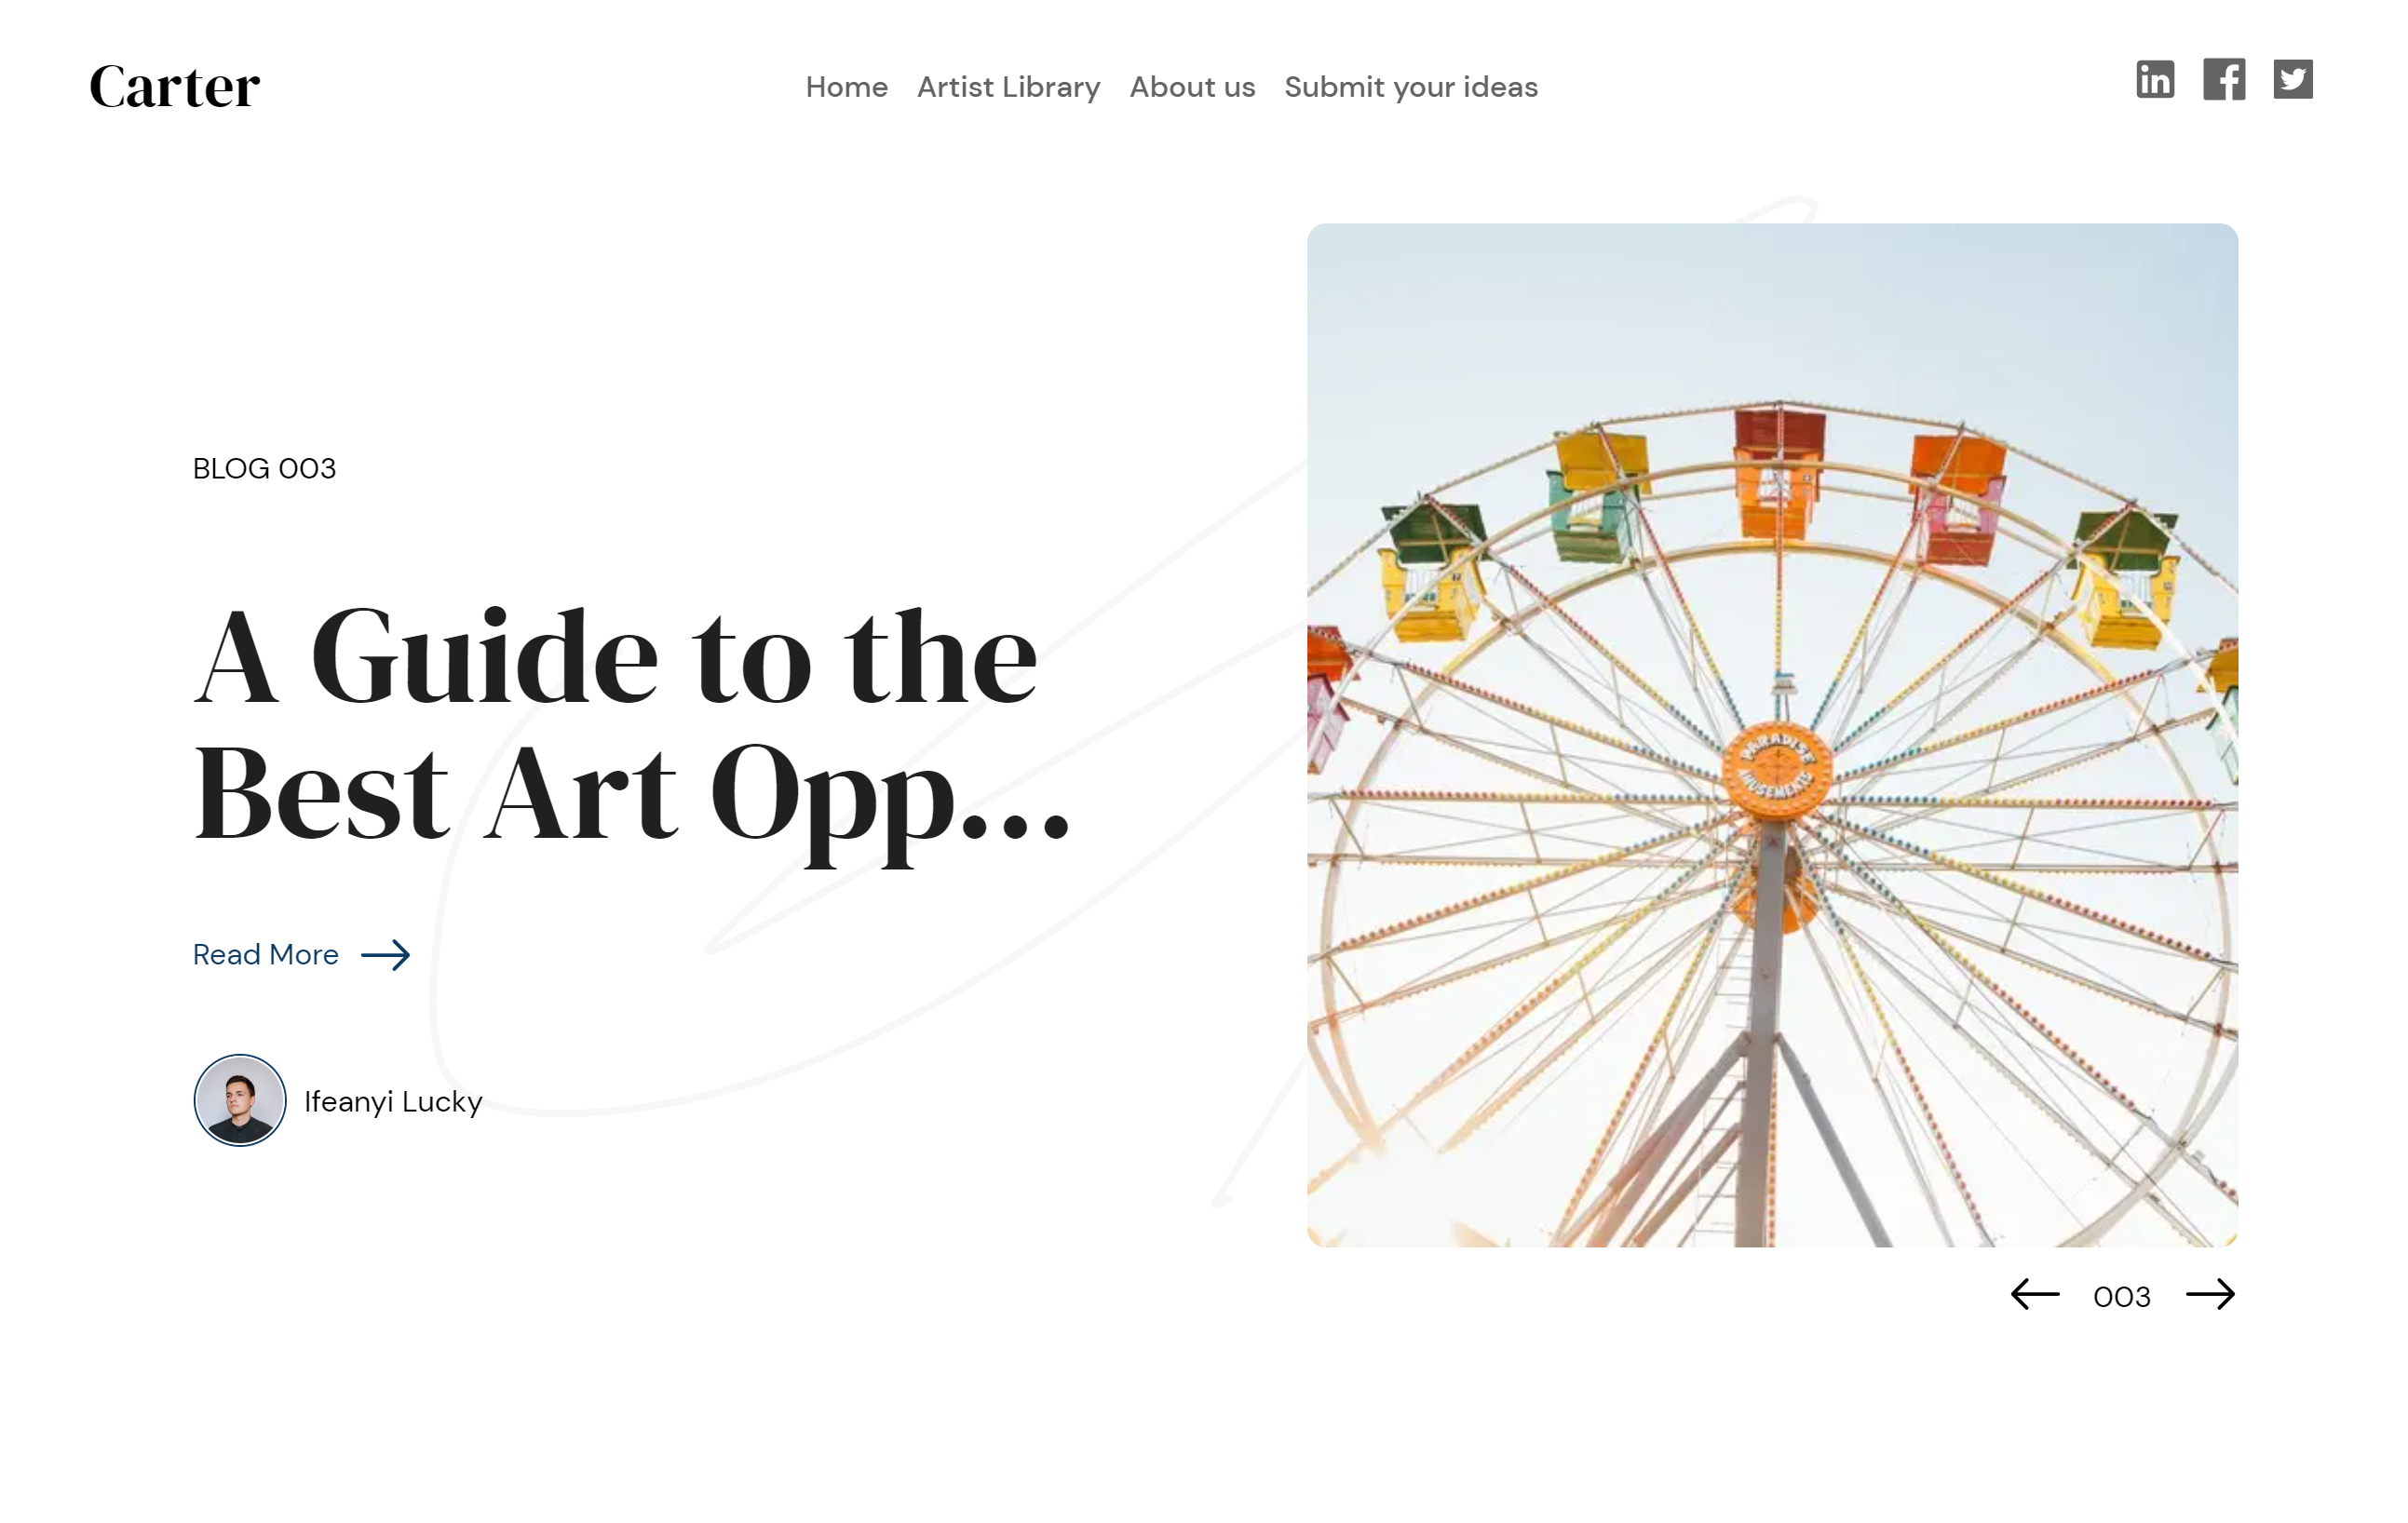 Carter
Home Artist Library About us Submit your ideas
BLOG 003
A Guide to the
Best Art Opp...
Read More
Ifeanyi Lucky
PARADISE
AMUSEMENTS
003